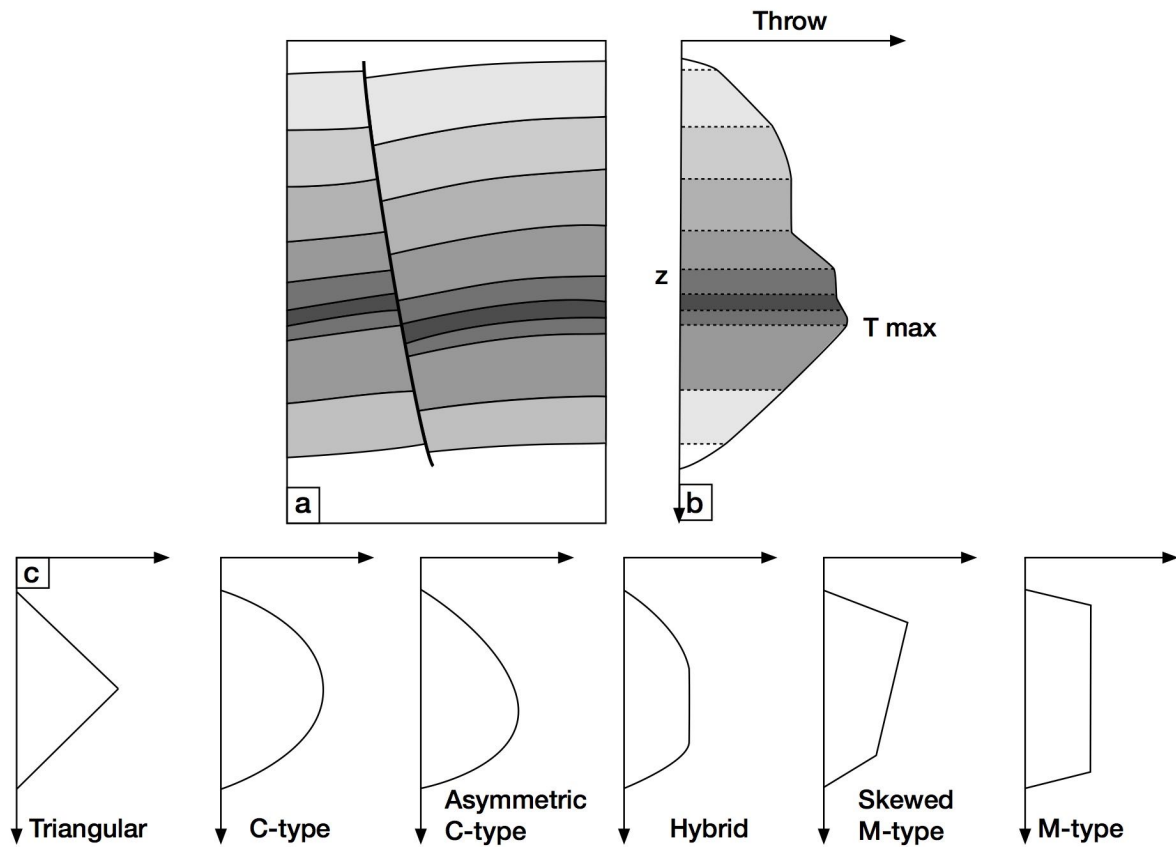 Throw
z
T max
a
b
c
Triangular
C-type
Asymmetric
C-type
Hybrid
Skewed
M-type
M-type